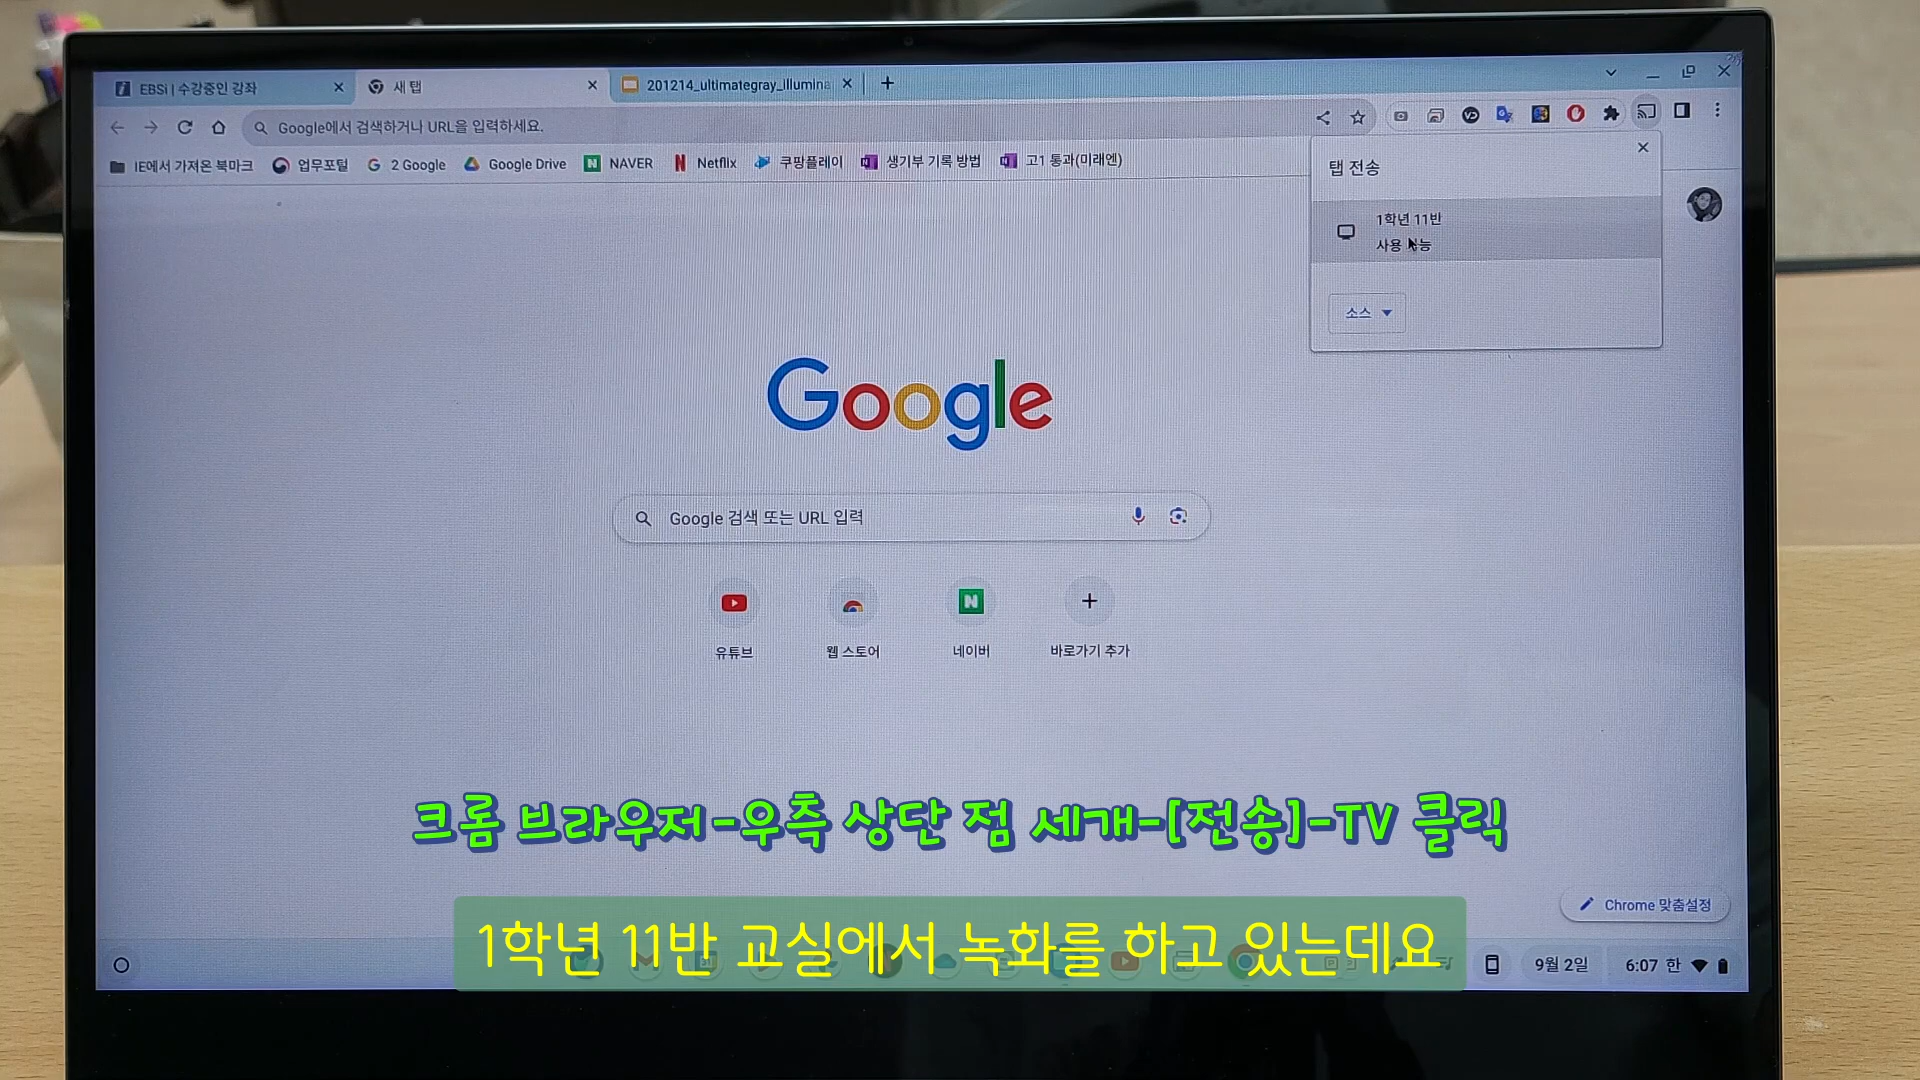 EBSi | 수강중인 강좌
새 탭
201214_ultimategray_illumina
Google에서 검색하거나 URL을 입력하세요.
IE에서 가져온 북마크
업무포털
2 Google
Google Drive
NAVER
Netflix
쿠팡플레이
생기부 기록 방법
고1 통과(미래엔)
탭 전송
1학년 11반
사용 가능
소스
Google
Google 검색 또는 URL 입력
유튜브
웹 스토어
네이버
바로가기 추가
크롬 브라우저-우측 상단 점 세개-[전송]-TV 클릭
Chrome 맞춤설정
1학년 11반 교실에서 녹화를 하고 있는데요
9월 2일
6:07 한